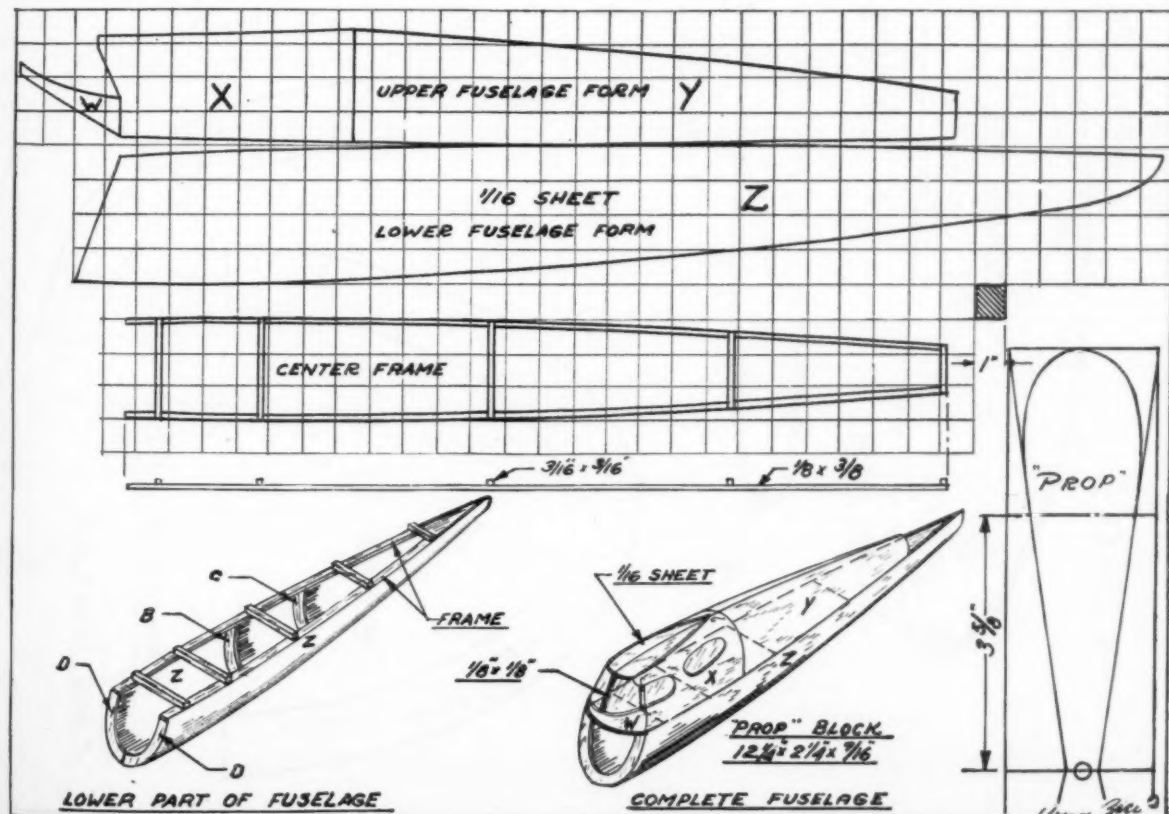 W
X
UPPER FUSELAGE FORM
Y
1/16 SHEET
Z
LOWER FUSELAGE FORM
CENTER FRAME
1"
3/16" x 3/16"
1/8 x 3/8
"PROP"
3 5/8"
C
B
D
Z
Z
D
FRAME
LOWER PART OF FUSELAGE
1/16 SHEET
1/8" x 1/8"
Y
X
Z
W
"PROP" BLOCK
12 1/4" x 2 1/4" x 9/16"
COMPLETE FUSELAGE